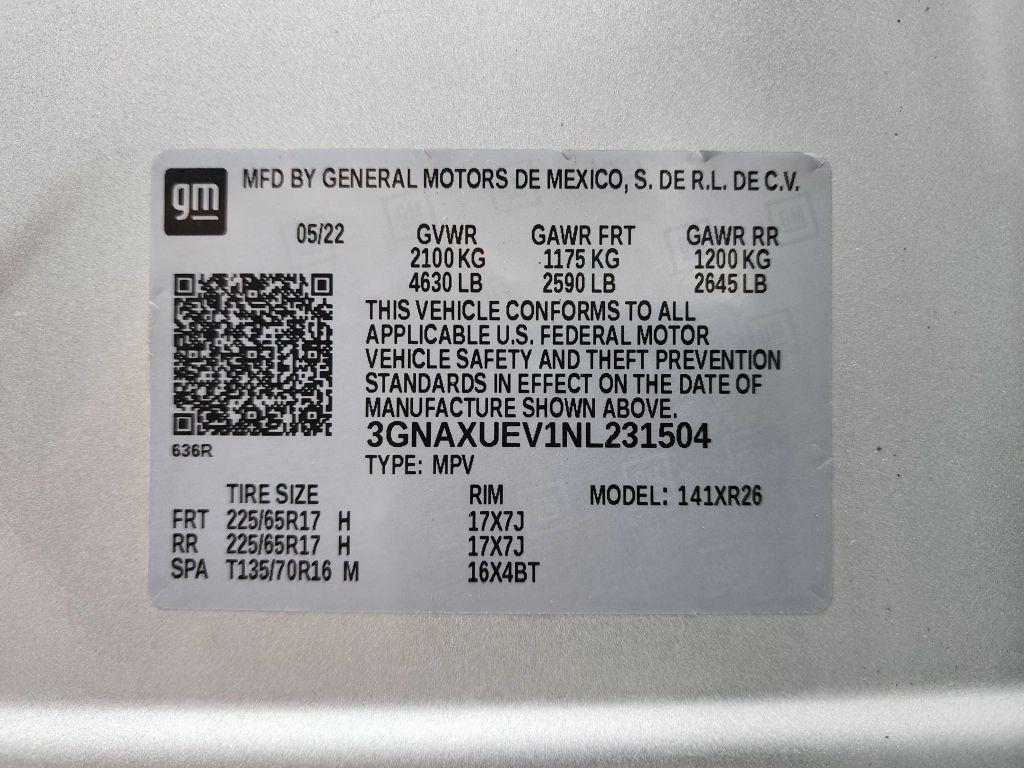 gm
MFD BY GENERAL MOTORS DE MEXICO, S. DE R.L. DE C.V.
05/22 GVWR GAWR FRT GAWR RR
2100 KG 1175 KG 1200 KG
4630 LB 2590 LB 2645 LB
THIS VEHICLE CONFORMS TO ALL
APPLICABLE U.S. FEDERAL MOTOR
VEHICLE SAFETY AND THEFT PREVENTION
STANDARDS IN EFFECT ON THE DATE OF
MANUFACTURE SHOWN ABOVE.
3GNAXUEV1NL231504
636R
TYPE: MPV
TIRE SIZE RIM MODEL: 141XR26
FRT 225/65R17 H 17X7J
RR 225/65R17 H 17X7J
SPA T135/70R16 M 16X4BT